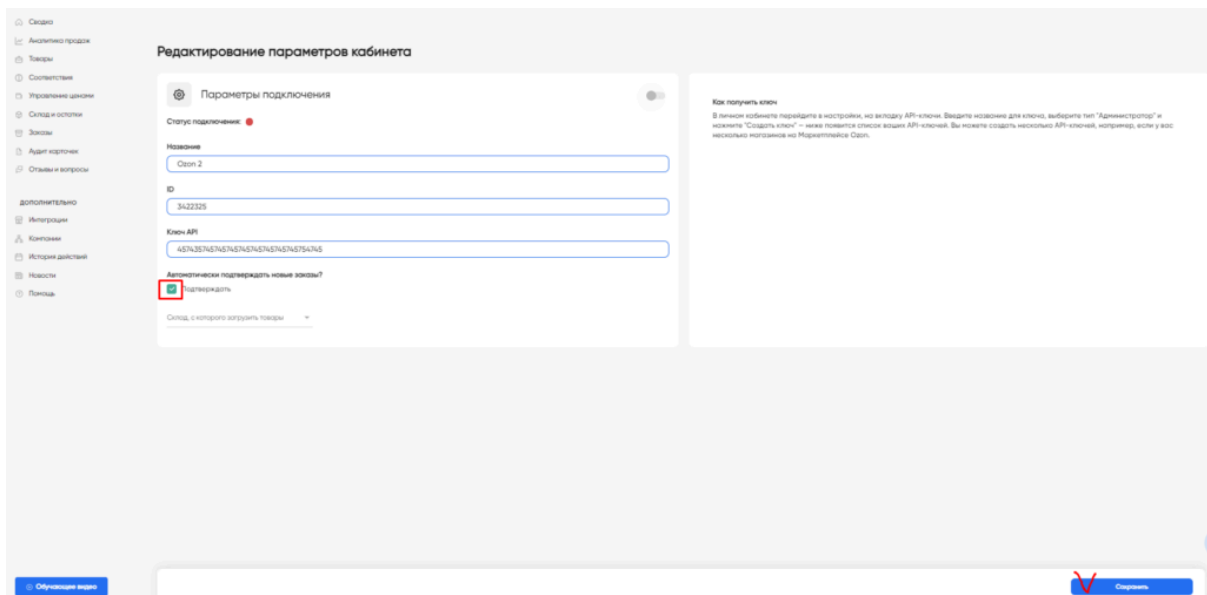 Сводка
Аналитика продаж
Товары
Соответствия
Управление ценами
Склад и остатки
Заказы
Аудит карточек
Отзывы и вопросы
ДОПОЛНИТЕЛЬНО
Интеграции
Компании
История действий
Новости
Помощь
Обучающее видео
Редактирование параметров кабинета
Параметры подключения
Статус подключения:
Название
Ozon 2
ID
3422325
Ключ API
Автоматически подтверждать новые заказы?
Подтверждать
Склад, с которого загрузить товары
Как получить ключ
В личном кабинете перейдите в настройки, на вкладку API-ключи. Введите название для ключа, выберите тип "Администратор" и
нажмите "Создать ключ" — ниже появится список ваших API-ключей. Вы можете создать несколько API-ключей, например, если у вас
несколько магазинов на Маркетплейсе Ozon.
Сохранить